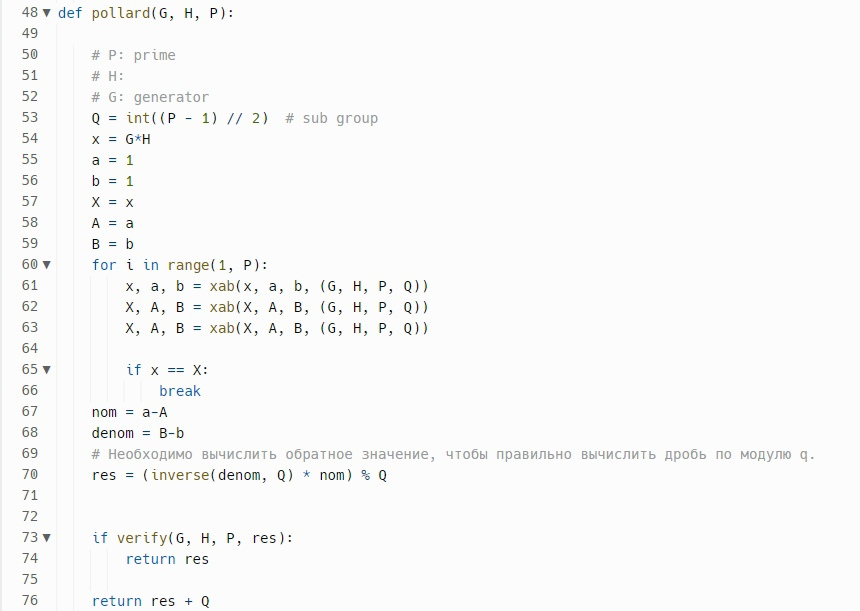 48 ▼ def pollard(G, H, P):
49
50     # P: prime
51     # H:
52     # G: generator
53     Q = int((P - 1) // 2)  # sub group
54     x = G*H
55     a = 1
56     b = 1
57     X = x
58     A = a
59     B = b
60 ▼     for i in range(1, P):
61         x, a, b = xab(x, a, b, (G, H, P, Q))
62         X, A, B = xab(X, A, B, (G, H, P, Q))
63         X, A, B = xab(X, A, B, (G, H, P, Q))
64
65 ▼         if x == X:
66             break
67     nom = a-A
68     denom = B-b
69     # Необходимо вычислить обратное значение, чтобы правильно вычислить дробь по модулю q.
70     res = (inverse(denom, Q) * nom) % Q
71
72
73 ▼     if verify(G, H, P, res):
74         return res
75
76     return res + Q